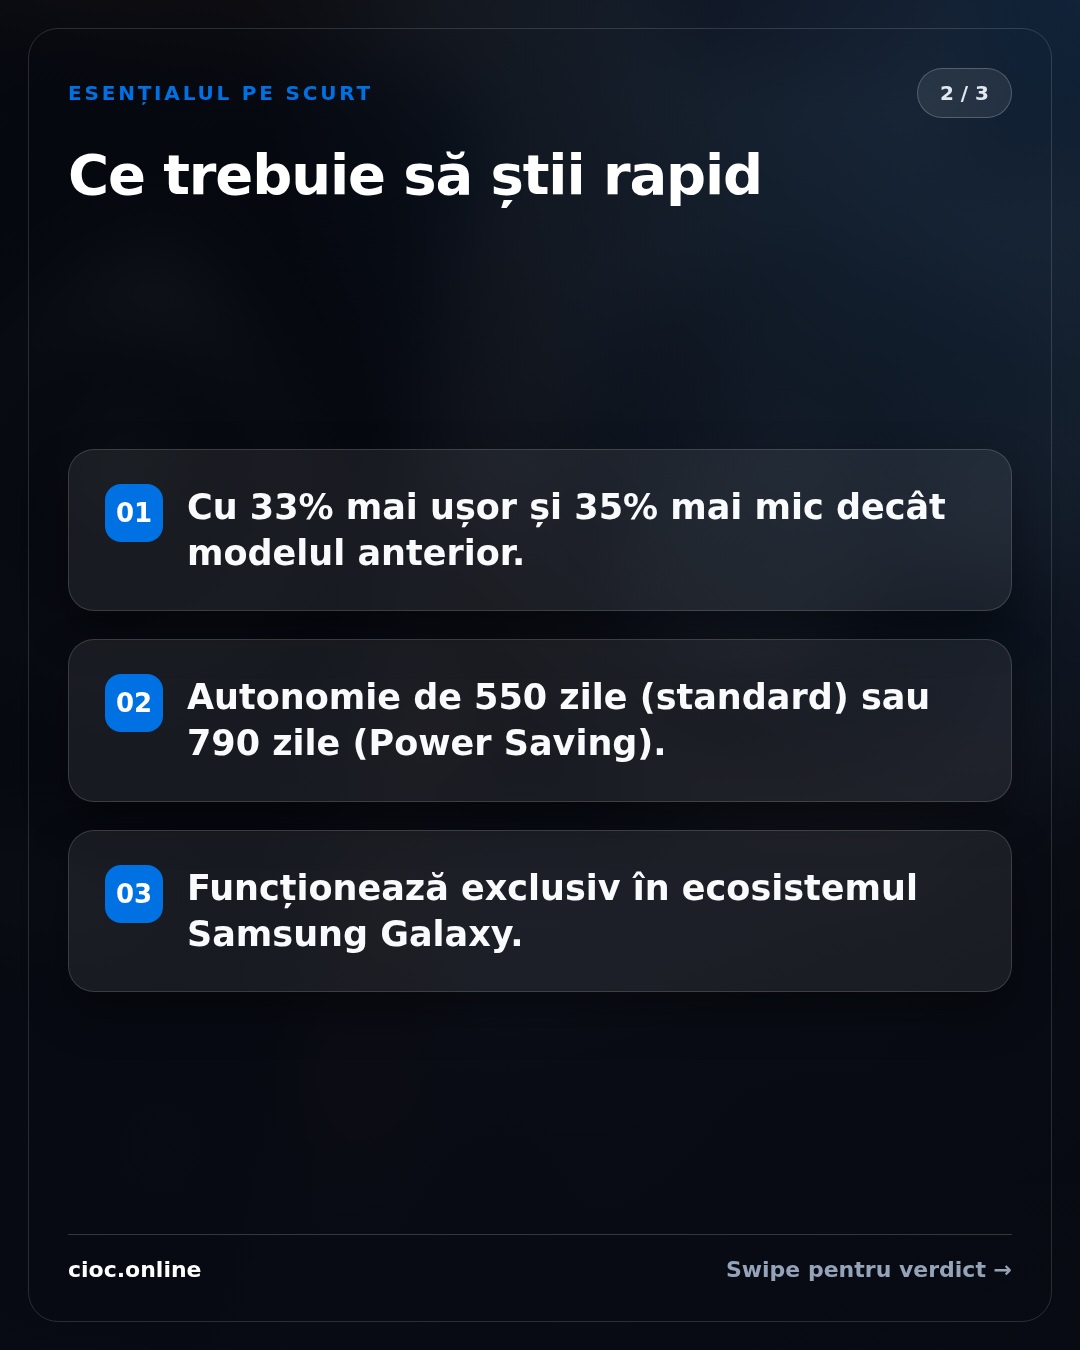 ESENȚIALUL PE SCURT
2 / 3
Ce trebuie să știi rapid
01
Cu 33% mai ușor și 35% mai mic decât
modelul anterior.
02
Autonomie de 550 zile (standard) sau
790 zile (Power Saving).
03
Funcționează exclusiv în ecosistemul
Samsung Galaxy.
cioc.online
Swipe pentru verdict →